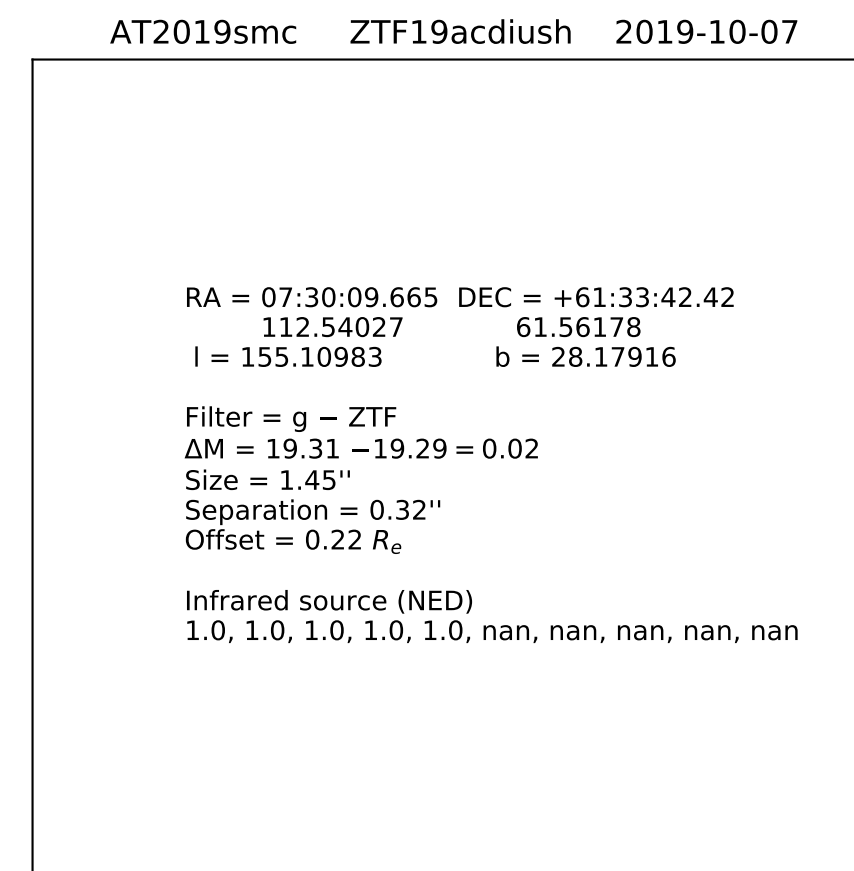 AT2019smc ZTF19acdiush 2019-10-07
RA = 07:30:09.665 DEC = +61:33:42.42
112.54027 61.56178
l = 155.10983 b = 28.17916
Filter = g − ZTF
ΔM = 19.31 −19.29 = 0.02
Size = 1.45''
Separation = 0.32''
Offset = 0.22 Re
Infrared source (NED)
1.0, 1.0, 1.0, 1.0, 1.0, nan, nan, nan, nan, nan